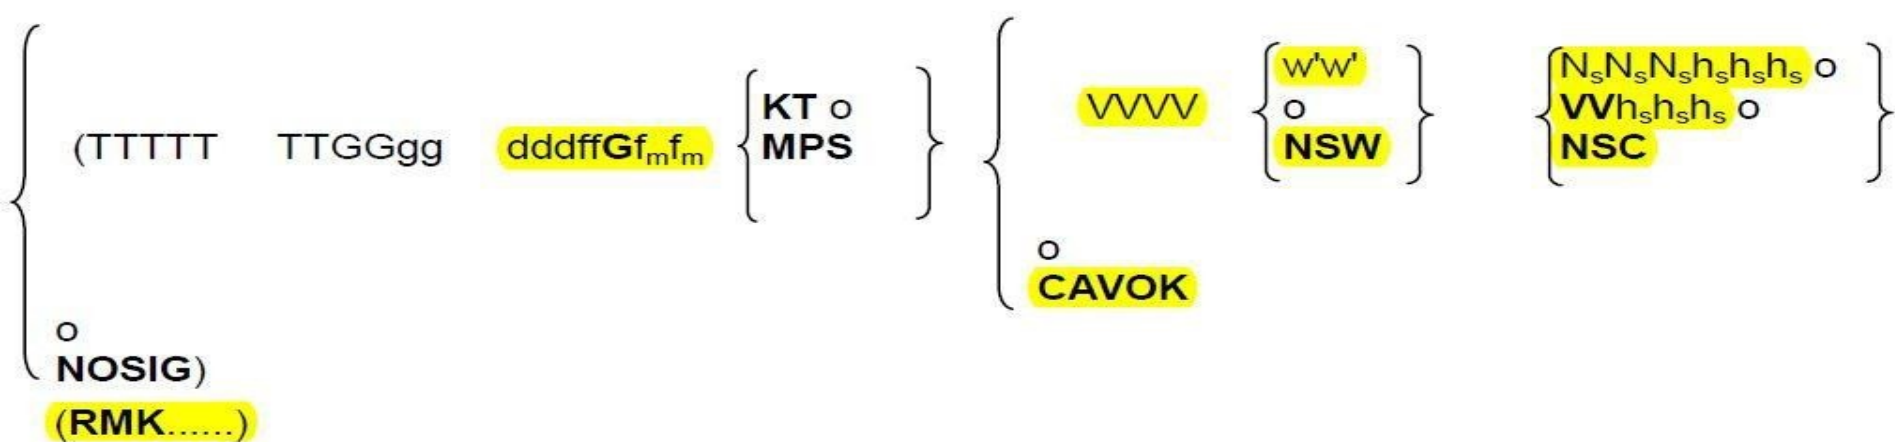 w'w' NₛNₛNₛhₛhₛhₛ o
KT o VVVV o VVhₛhₛhₛ o
(TTTTT TTGGgg dddffGfₘfₘ MPS NSW NSC
o
CAVOK
o
NOSIG)
(RMK......)